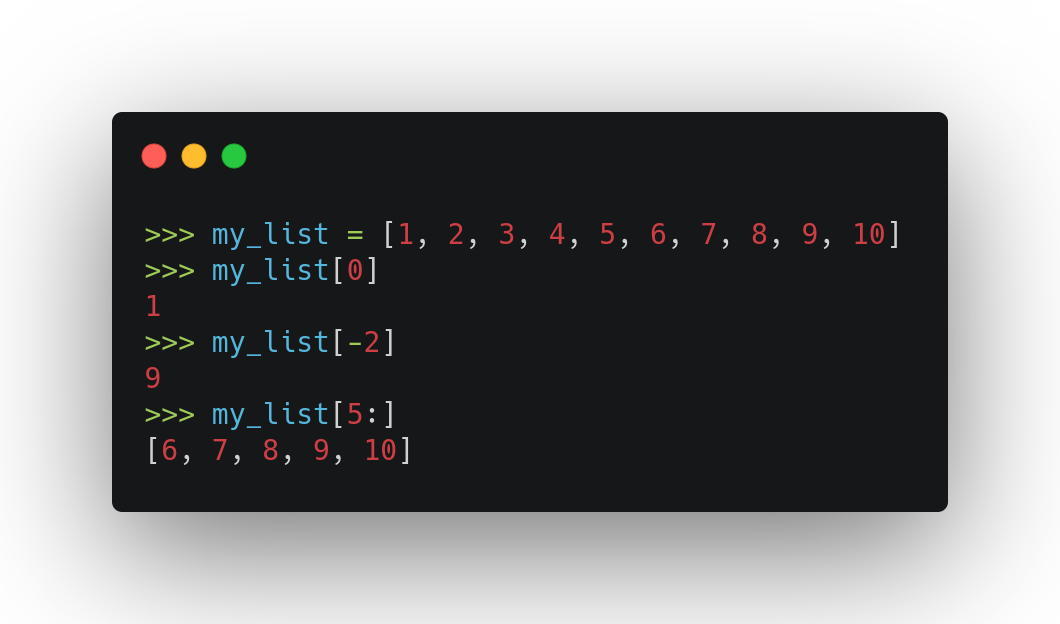 >>> my_list = [1, 2, 3, 4, 5, 6, 7, 8, 9, 10]
>>> my_list[0]
1
>>> my_list[-2]
9
>>> my_list[5:]
[6, 7, 8, 9, 10]